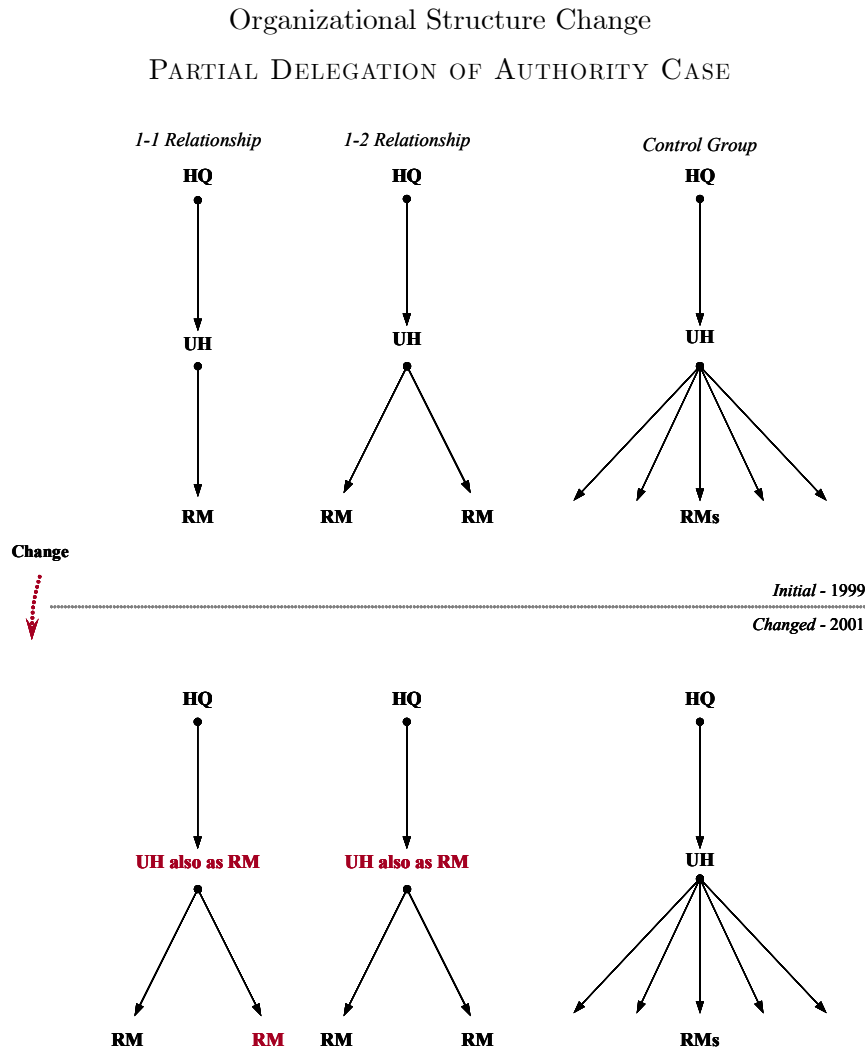 Organizational Structure Change
Partial Delegation of Authority Case
1-1 Relationship 1-2 Relationship Control Group
HQ HQ HQ
UH UH UH
RM RM RM RMs
Change
Initial - 1999
Changed - 2001
HQ HQ HQ
UH also as RM UH also as RM UH
RM RM RM RM RMs